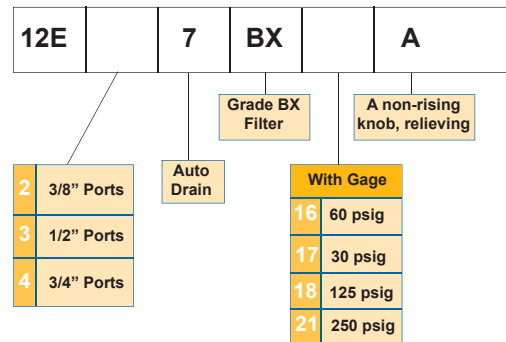 12E 7 BX A
Grade BX
Filter
A non-rising
knob, relieving
Auto
Drain
2 3/8” Ports
3 1/2” Ports
4 3/4” Ports
With Gage
16 60 psig
17 30 psig
18 125 psig
21 250 psig